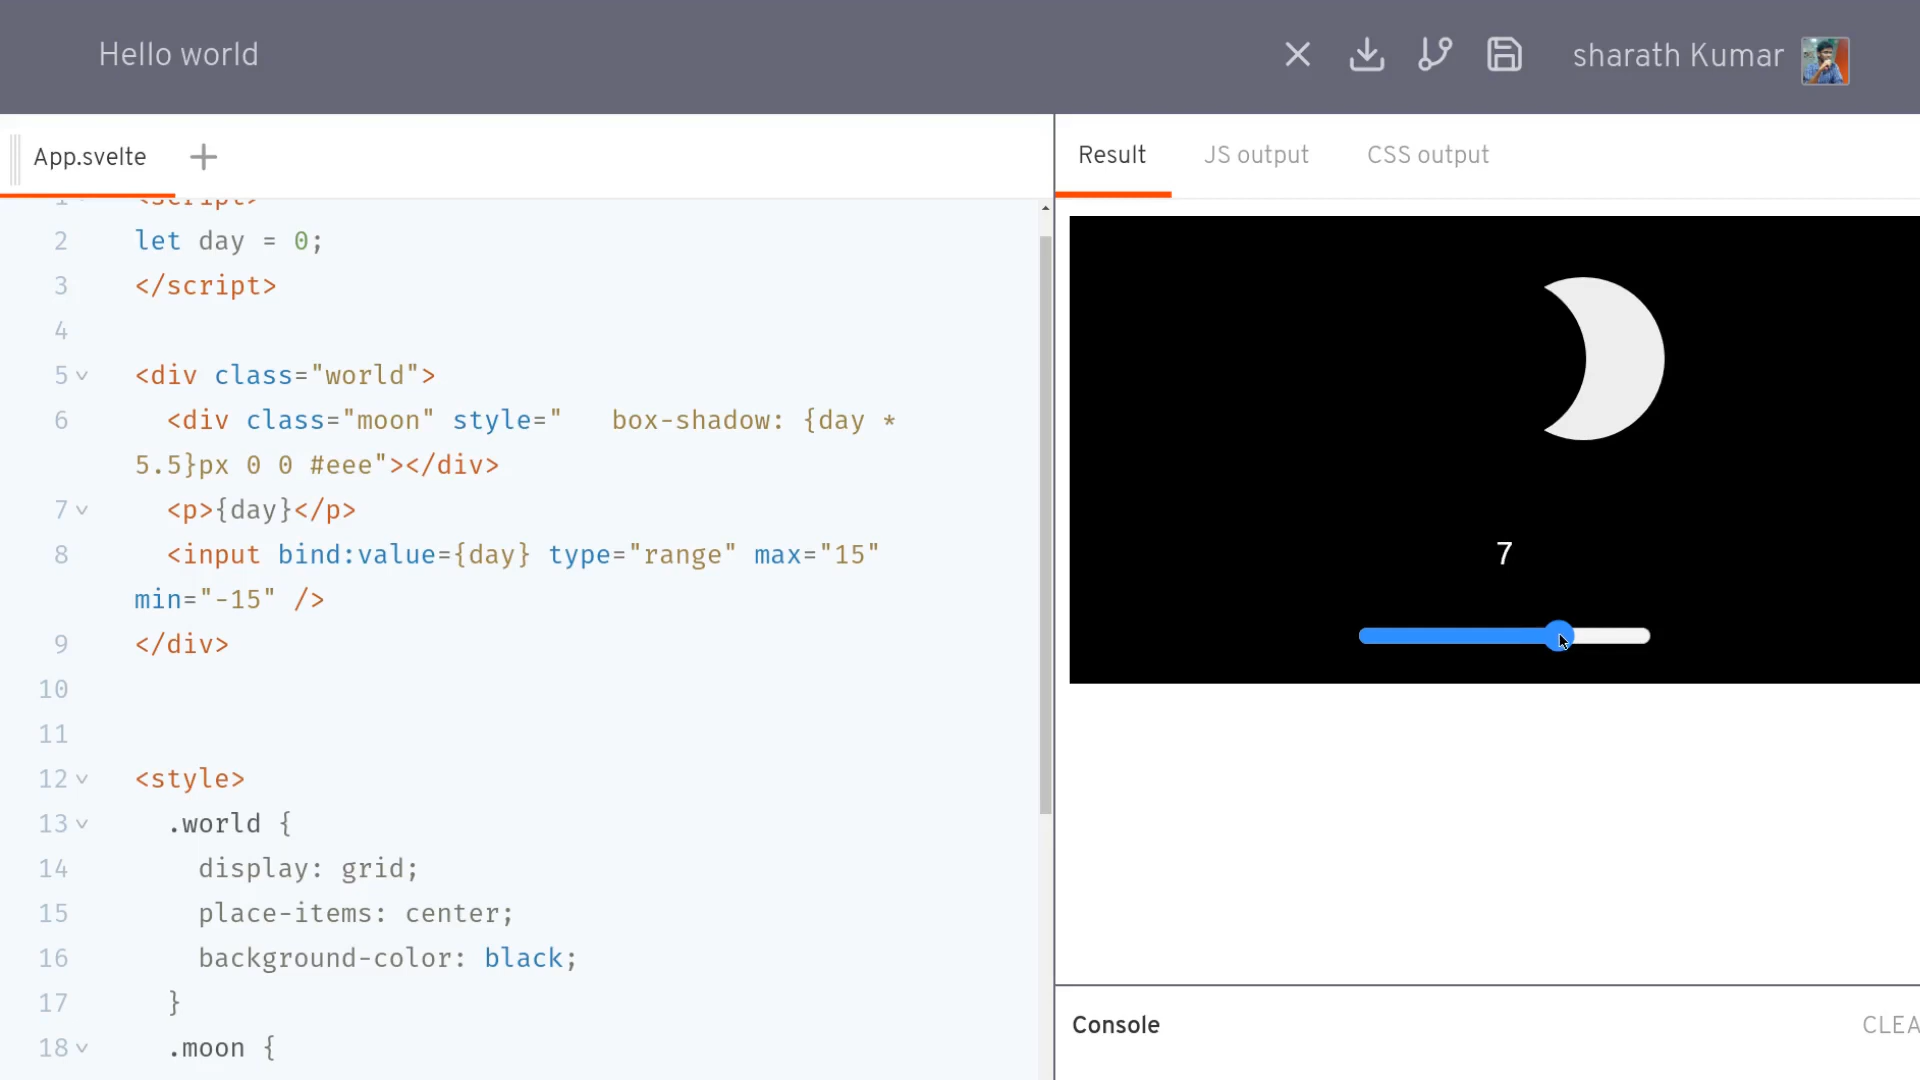 Hello world
sharath Kumar
App.svelte
Result
JS output
CSS output
1 <script>
2 let day = 0;
3 </script>
4
5 <div class="world">
6 <div class="moon" style="   box-shadow: {day *
5.5}px 0 0 #eee"></div>
7 <p>{day}</p>
8 <input bind:value={day} type="range" max="15"
min="-15" />
9 </div>
10
11
12 <style>
13 .world {
14 display: grid;
15 place-items: center;
16 background-color: black;
17 }
18 .moon {
7
Console
CLEA